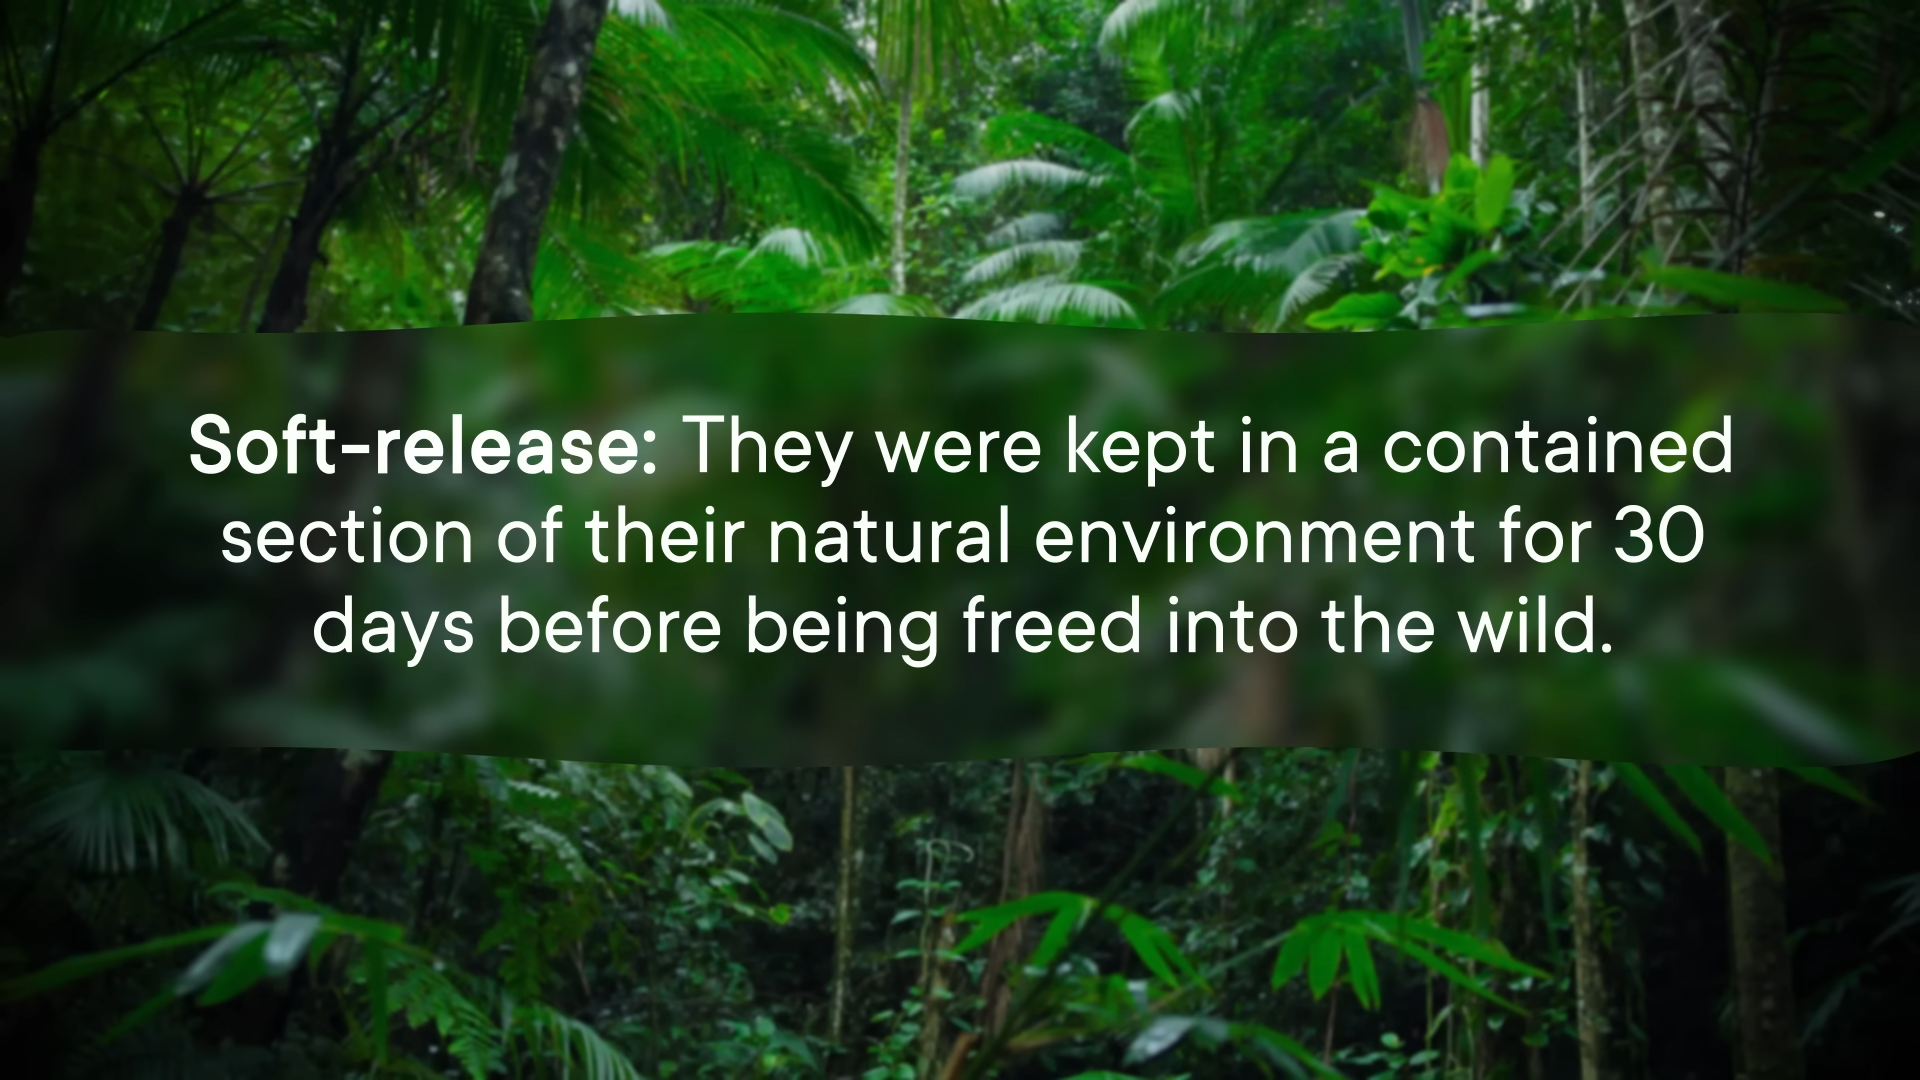 Soft-release: They were kept in a contained
section of their natural environment for 30
days before being freed into the wild.